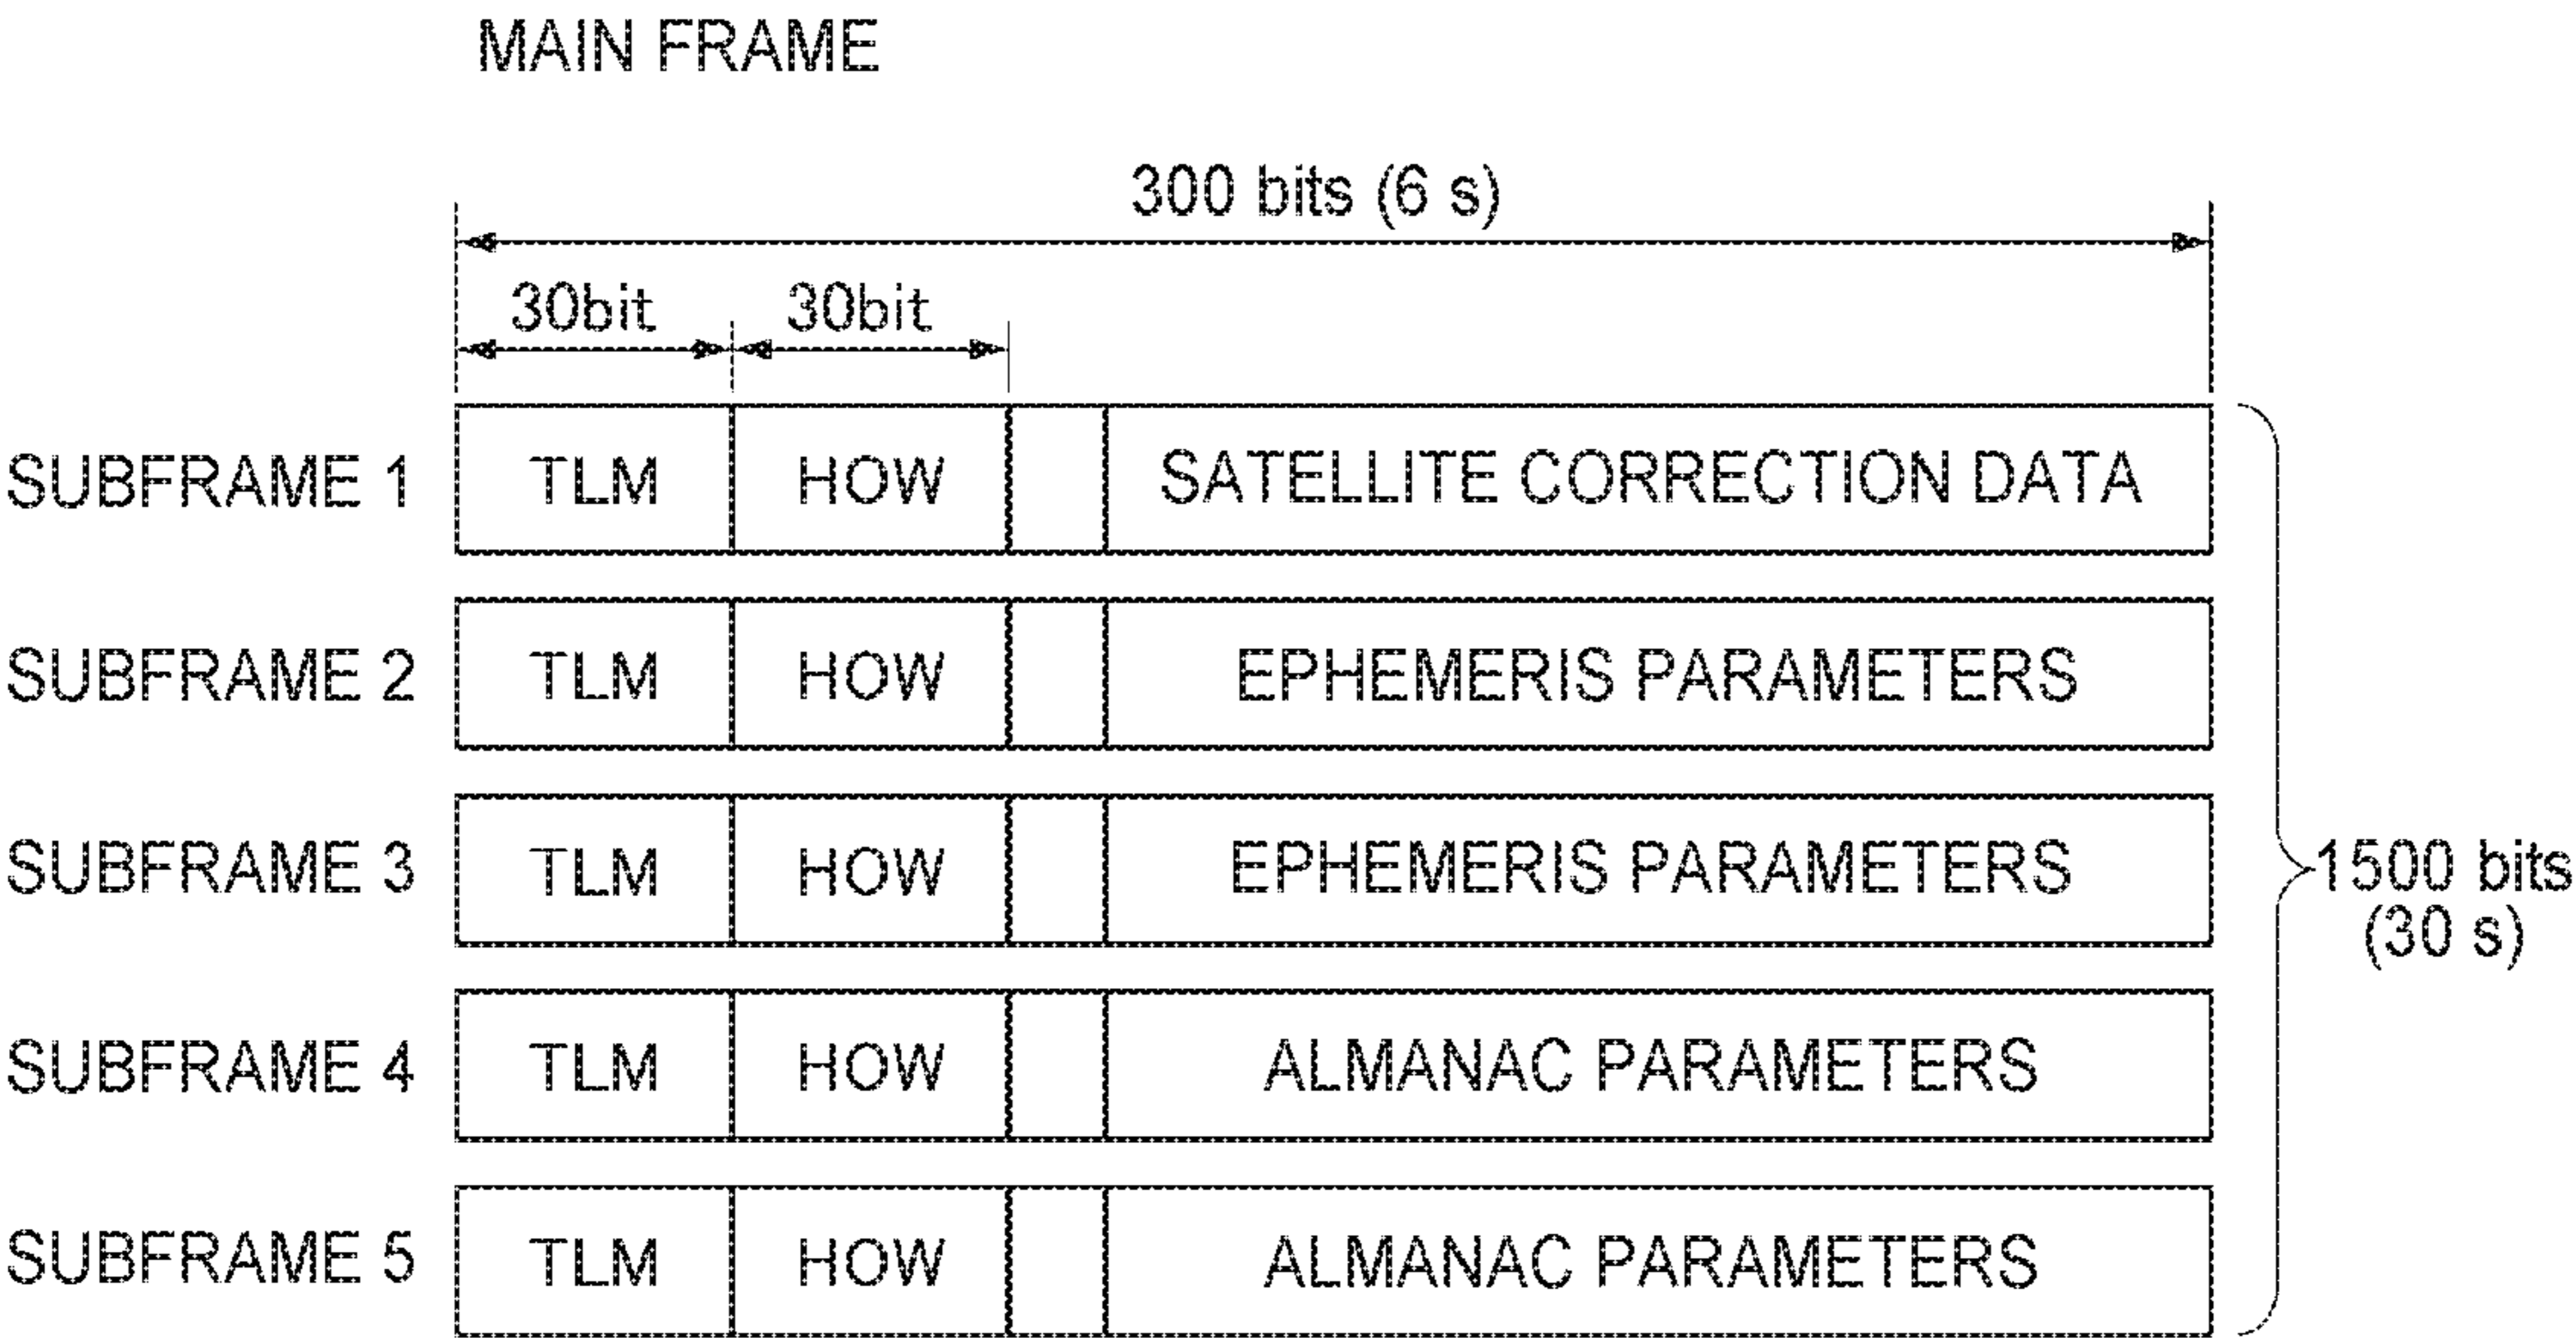 MAIN FRAME
300 bits (6 s)
30bit 30bit
SUBFRAME 1 TLM HOW SATELLITE CORRECTION DATA
SUBFRAME 2 TLM HOW EPHEMERIS PARAMETERS
SUBFRAME 3 TLM HOW EPHEMERIS PARAMETERS
1500 bits
(30 s)
SUBFRAME 4 TLM HOW ALMANAC PARAMETERS
SUBFRAME 5 TLM HOW ALMANAC PARAMETERS